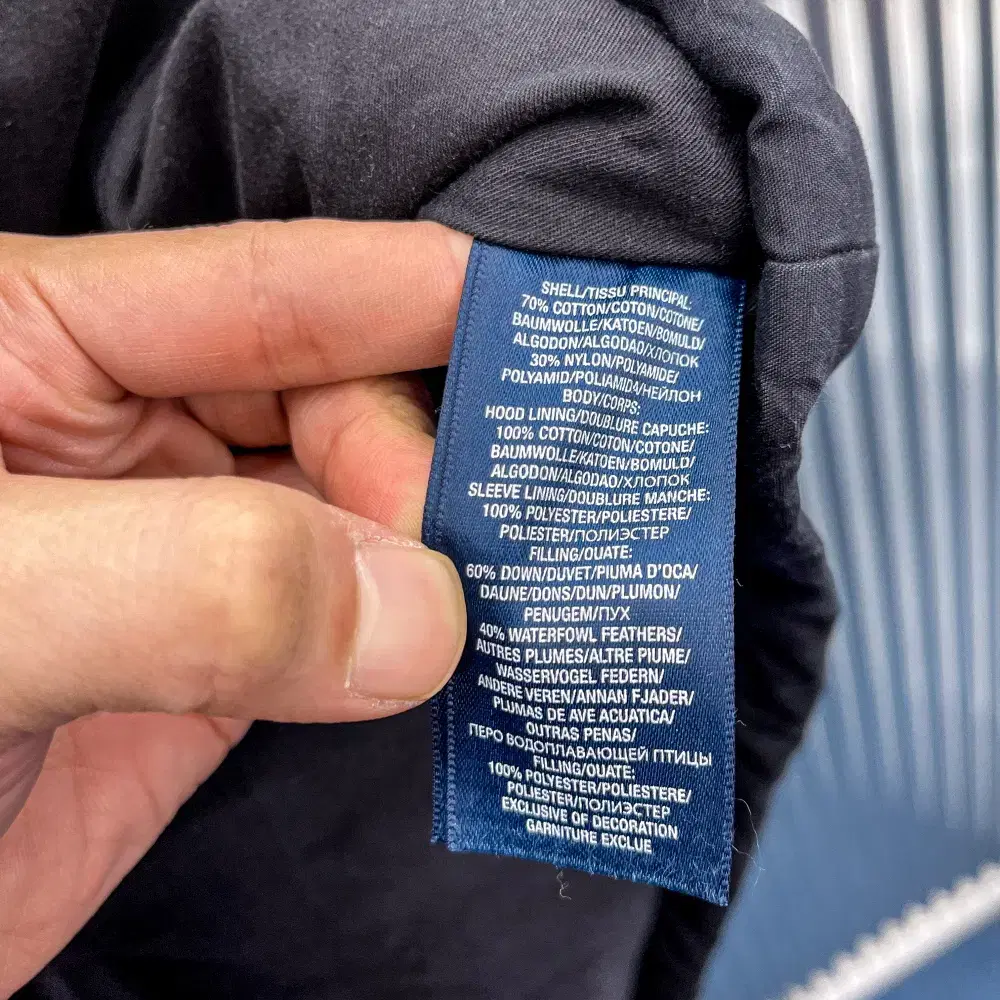 SHELL/TISSU PRINCIPAL:
70% COTTON/COTON/COTONE/
BAUMWOLLE/KATOEN/BOMULD/
ALGODON/ALGODAO/ХЛОПОК
30% NYLON/POLYAMIDE/
POLYAMID/POLIAMIDA/НЕЙЛОН
BODY/CORPS:
HOOD LINING/DOUBLURE CAPUCHE:
100% COTTON/COTON/COTONE/
BAUMWOLLE/KATOEN/BOMULD/
ALGODON/ALGODAO/ХЛОПОК
SLEEVE LINING/DOUBLURE MANCHE:
100% POLYESTER/POLIESTERE/
POLIESTER/ПОЛИЭСТЕР
FILLING/OUATE:
60% DOWN/DUVET/PIUMA D'OCA/
DAUNE/DONS/DUN/PLUMON/
PENUGEM/ПУХ
40% WATERFOWL FEATHERS/
AUTRES PLUMES/ALTRE PIUME/
WASSERVOGEL FEDERN/
ANDERE VEREN/ANNAN FJADER/
PLUMAS DE AVE ACUATICA/
OUTRAS PENAS/
ПЕРО ВОДОПЛАВАЮЩЕЙ ПТИЦЫ
FILLING/OUATE:
100% POLYESTER/POLIESTERE/
POLIESTER/ПОЛИЭСТЕР
EXCLUSIVE OF DECORATION
GARNITURE EXCLUE